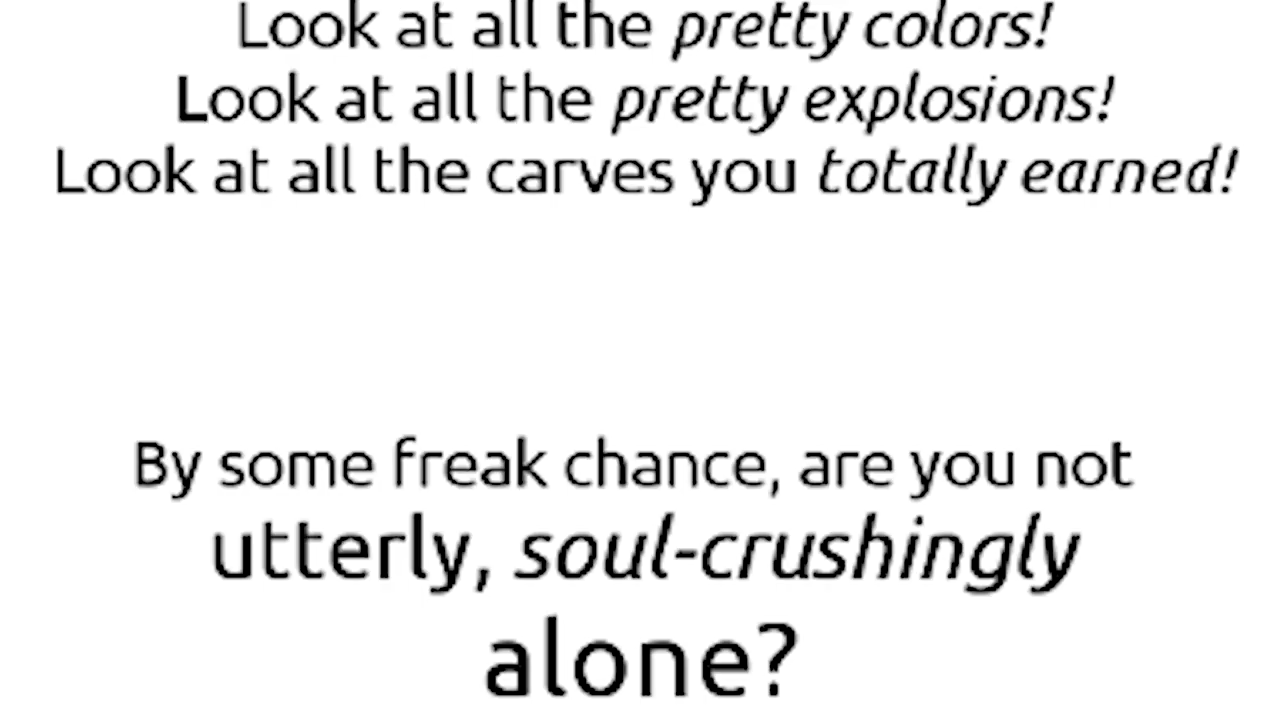 Look at all the pretty colors!
Look at all the pretty explosions!
Look at all the carves you totally earned!
By some freak chance, are you not
utterly, soul-crushingly
alone?